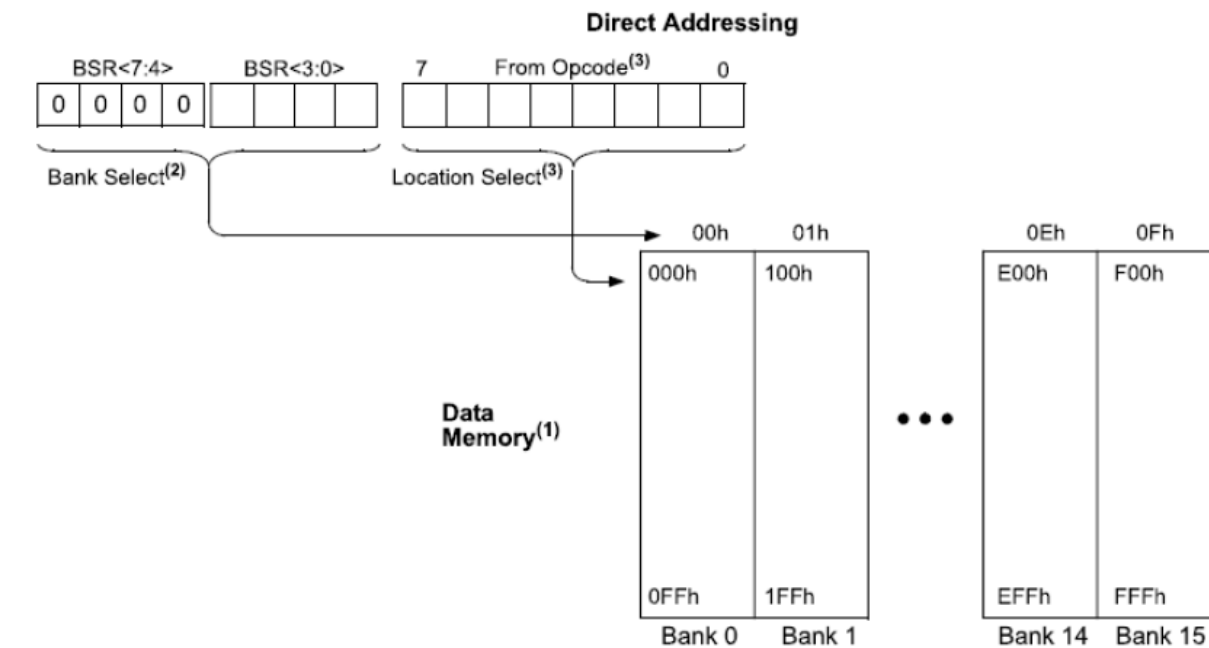 Direct Addressing
BSR<7:4> BSR<3:0> 7 From Opcode(3) 0
0 0 0 0
Bank Select(2) Location Select(3)
00h 01h 0Eh 0Fh
000h 100h E00h F00h
Data
Memory(1)
0FFh 1FFh EFFh FFFh
Bank 0 Bank 1 Bank 14 Bank 15